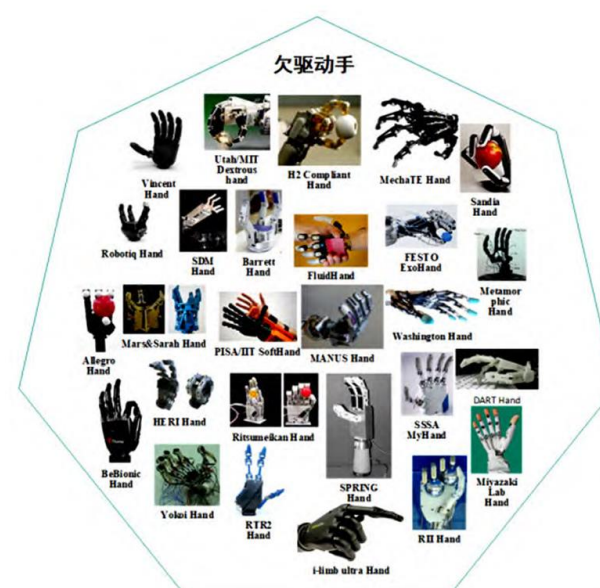 欠驱动手
Vincent
Hand
Utah/MIT
Dextrous
hand
H2 Compliant
Hand
MechaTE Hand
Sandia
Hand
Robotiq Hand
SDM
Hand
Barrett
Hand
FluidHand
FESTO
ExoHand
Metamor
phic
Hand
Allegro
Hand
Mars&Sarah Hand
PISA/IIT SoftHand
MANUS Hand
Washington Hand
HERI Hand
Ritsumeikan Hand
SSSA
MyHand
DART Hand
BeBionic
Hand
Yokoi Hand
RTR2
Hand
SPRING
Hand
Miyazaki
Lab
Hand
RII Hand
i-limb ultra Hand